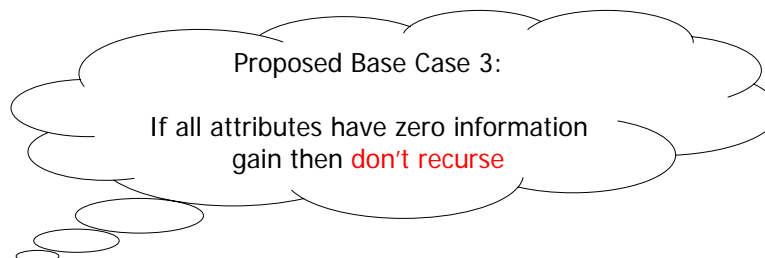 Proposed Base Case 3:
If all attributes have zero information
gain then don't recurse